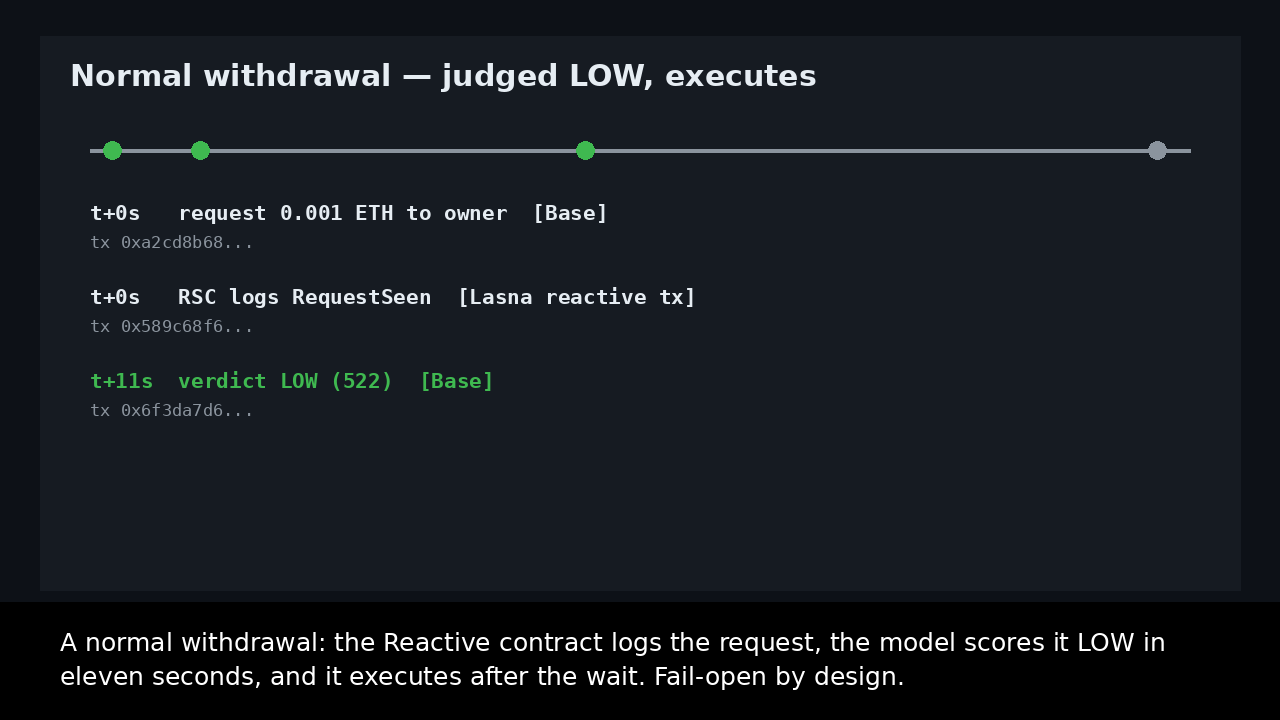 Normal withdrawal — judged LOW, executes
t+0s   request 0.001 ETH to owner  [Base]
tx 0xa2cd8b68...
t+0s   RSC logs RequestSeen  [Lasna reactive tx]
tx 0x589c68f6...
t+11s  verdict LOW (522)  [Base]
tx 0x6f3da7d6...
A normal withdrawal: the Reactive contract logs the request, the model scores it LOW in
eleven seconds, and it executes after the wait. Fail-open by design.